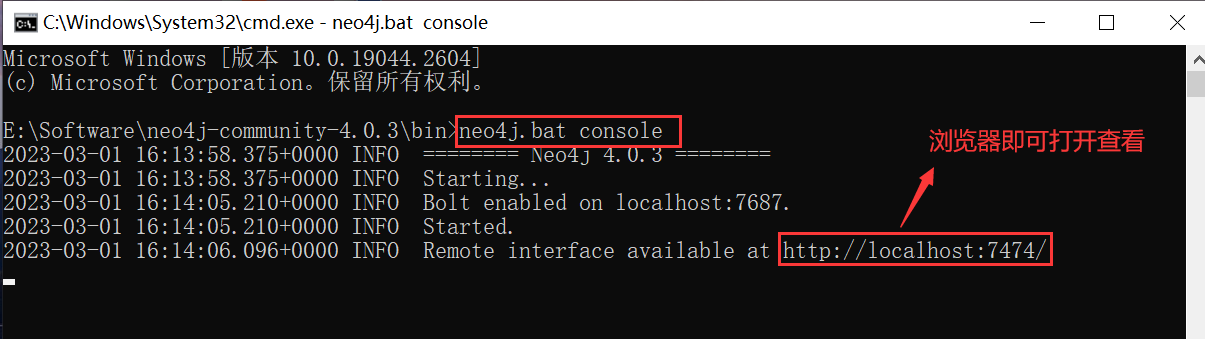 C:\Windows\System32\cmd.exe - neo4j.bat  console
Microsoft Windows [版本 10.0.19044.2604]
(c) Microsoft Corporation。保留所有权利。
E:\Software\neo4j-community-4.0.3\bin>neo4j.bat console
2023-03-01 16:13:58.375+0000 INFO  ======== Neo4j 4.0.3 ========
浏览器即可打开查看
2023-03-01 16:13:58.375+0000 INFO  Starting...
2023-03-01 16:14:05.210+0000 INFO  Bolt enabled on localhost:7687.
2023-03-01 16:14:05.210+0000 INFO  Started.
2023-03-01 16:14:06.096+0000 INFO  Remote interface available at http://localhost:7474/